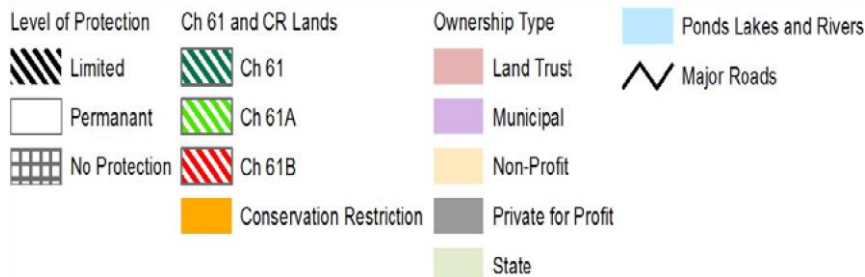 Level of Protection
Limited
Permanant
No Protection
Ch 61 and CR Lands
Ch 61
Ch 61A
Ch 61B
Conservation Restriction
Ownership Type
Land Trust
Municipal
Non-Profit
Private for Profit
State
Ponds Lakes and Rivers
Major Roads